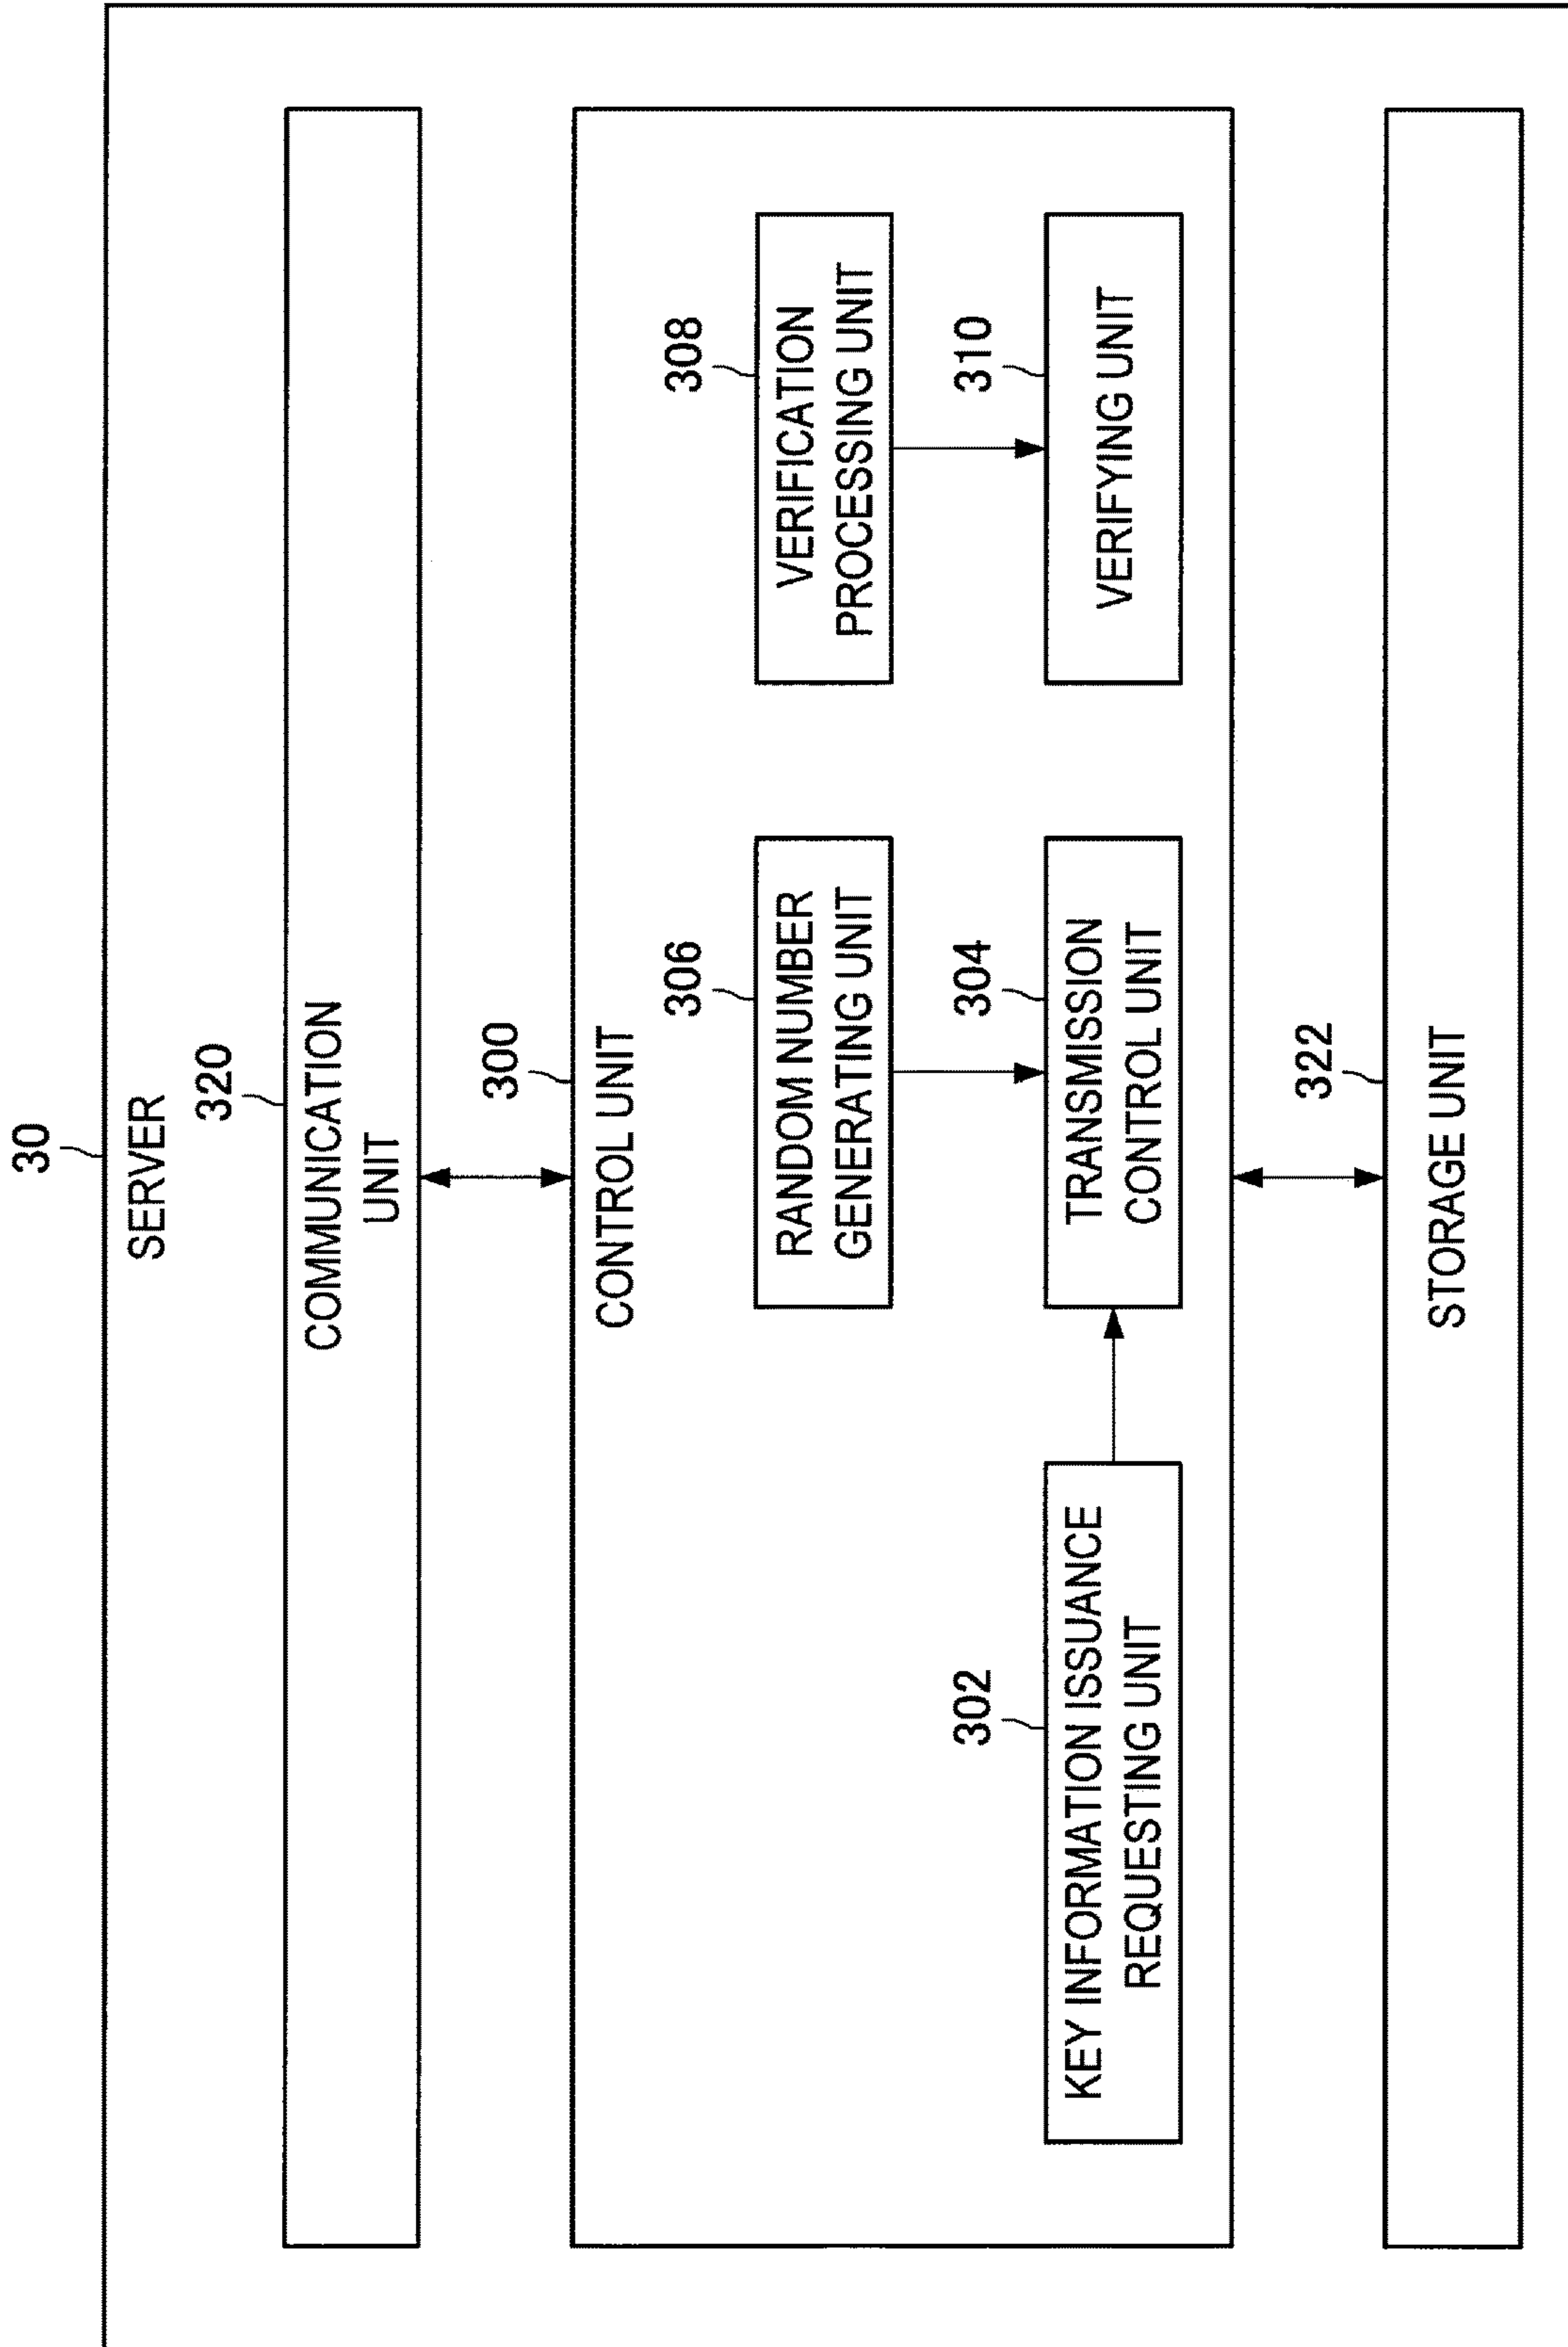 30
SERVER
320
COMMUNICATION
UNIT
300
CONTROL UNIT
306
RANDOM NUMBER
GENERATING UNIT
308
VERIFICATION
PROCESSING UNIT
302
KEY INFORMATION ISSUANCE
REQUESTING UNIT
304
TRANSMISSION
CONTROL UNIT
310
VERIFYING UNIT
322
STORAGE UNIT